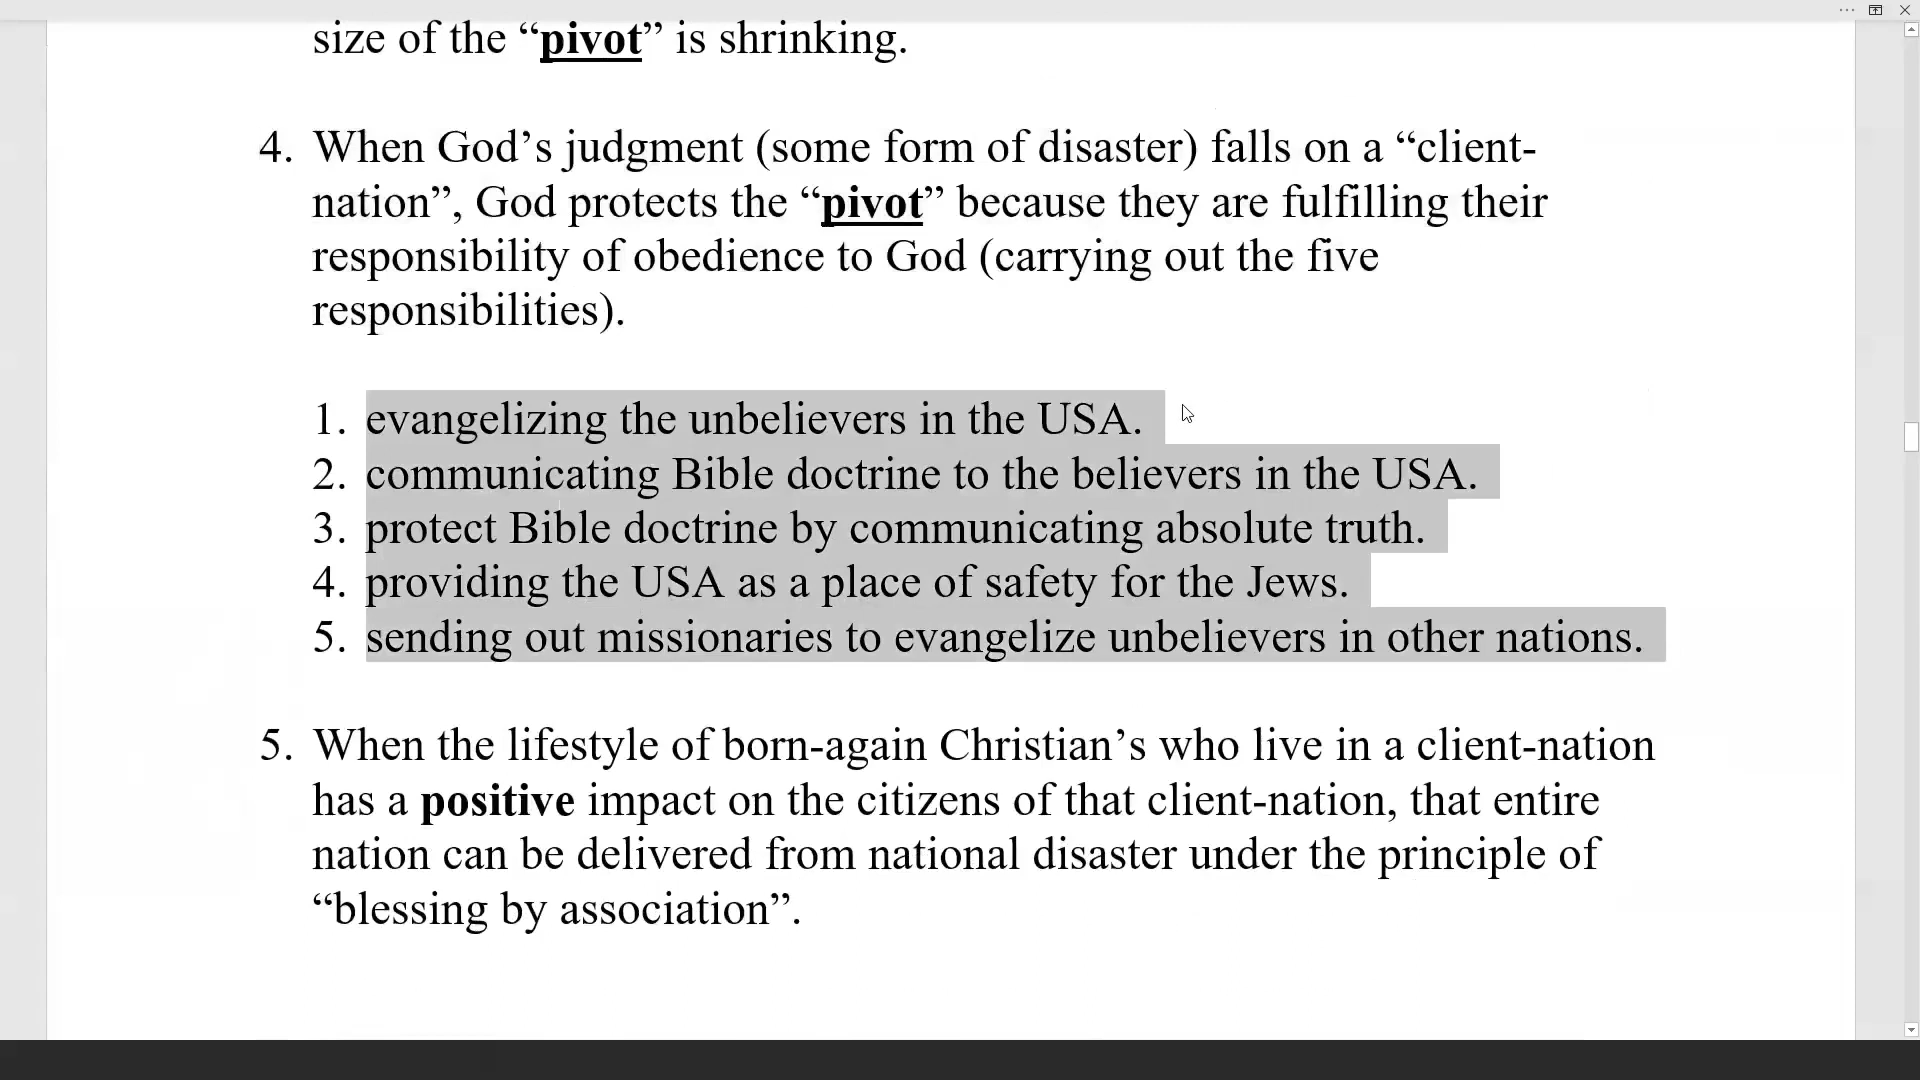 size of the “pivot” is shrinking.
4. When God’s judgment (some form of disaster) falls on a “client-
nation”, God protects the “pivot” because they are fulfilling their
responsibility of obedience to God (carrying out the five
responsibilities).
1. evangelizing the unbelievers in the USA.
2. communicating Bible doctrine to the believers in the USA.
3. protect Bible doctrine by communicating absolute truth.
4. providing the USA as a place of safety for the Jews.
5. sending out missionaries to evangelize unbelievers in other nations.
5. When the lifestyle of born-again Christian’s who live in a client-nation
has a positive impact on the citizens of that client-nation, that entire
nation can be delivered from national disaster under the principle of
“blessing by association”.